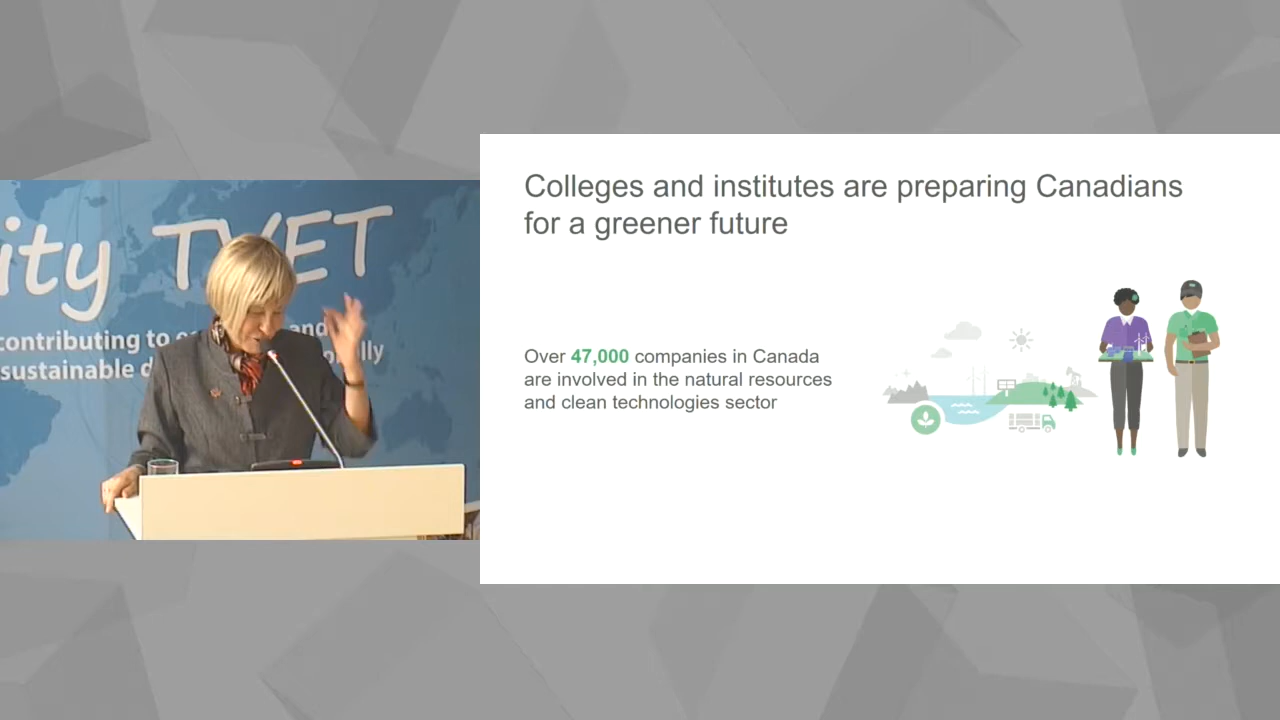 ity TVET
contributing to and
sustainable
Colleges and institutes are preparing Canadians
for a greener future
Over 47,000 companies in Canada
are involved in the natural resources
and clean technologies sector